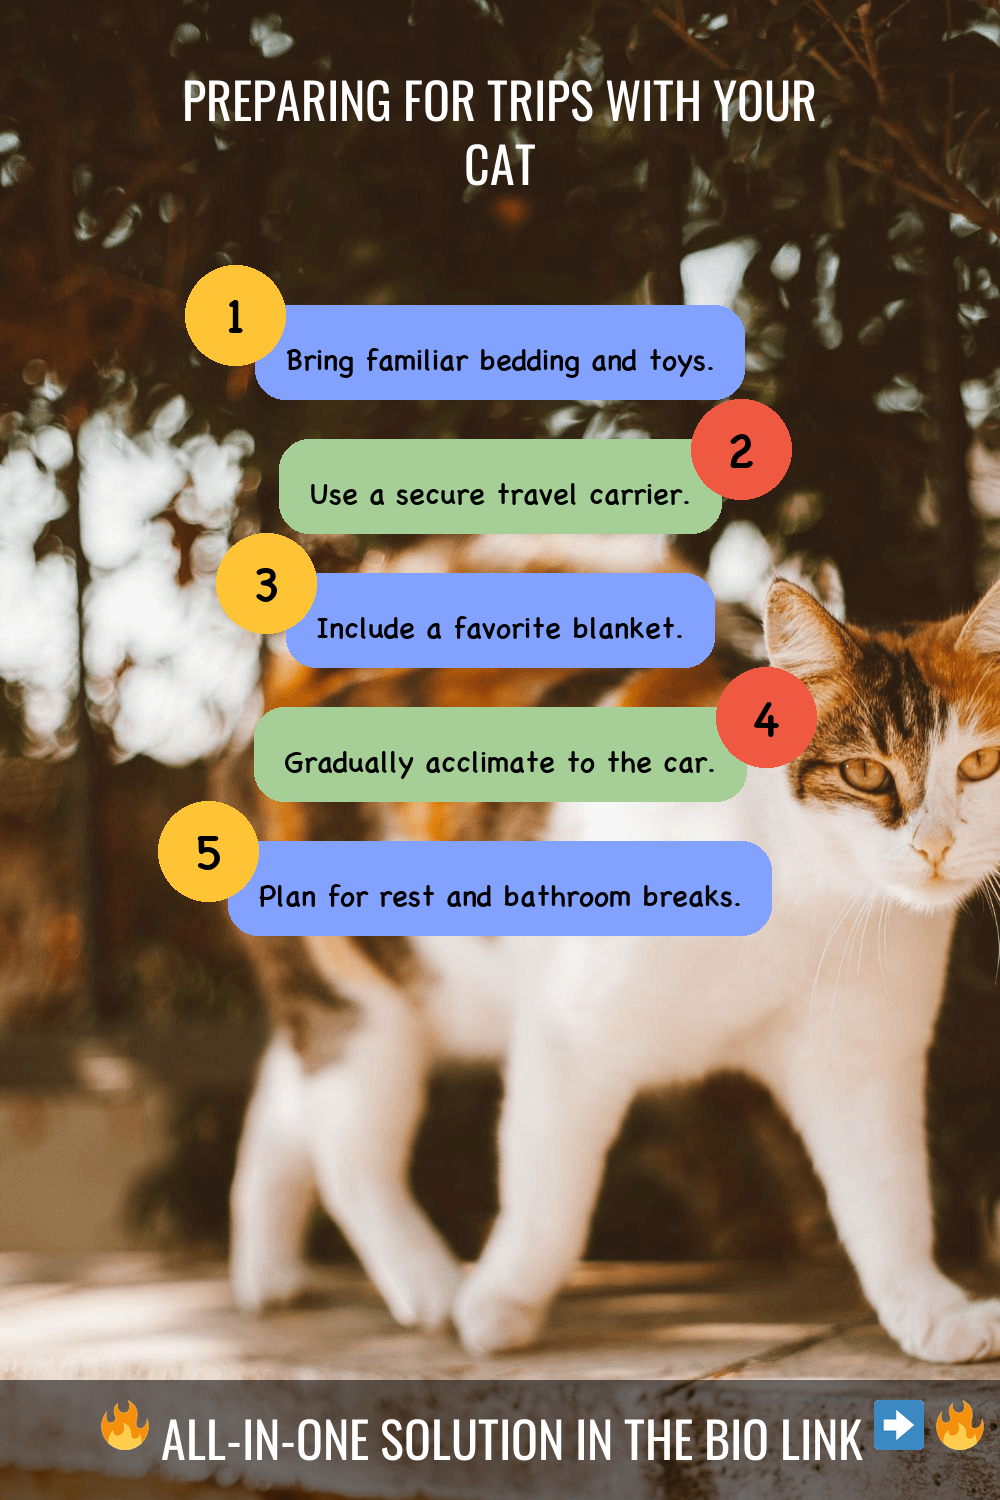 PREPARING FOR TRIPS WITH YOUR
CAT
1
Bring familiar bedding and toys.
2
Use a secure travel carrier.
3
Include a favorite blanket.
4
Gradually acclimate to the car.
5
Plan for rest and bathroom breaks.
🔥 ALL-IN-ONE SOLUTION IN THE BIO LINK ➡️ 🔥